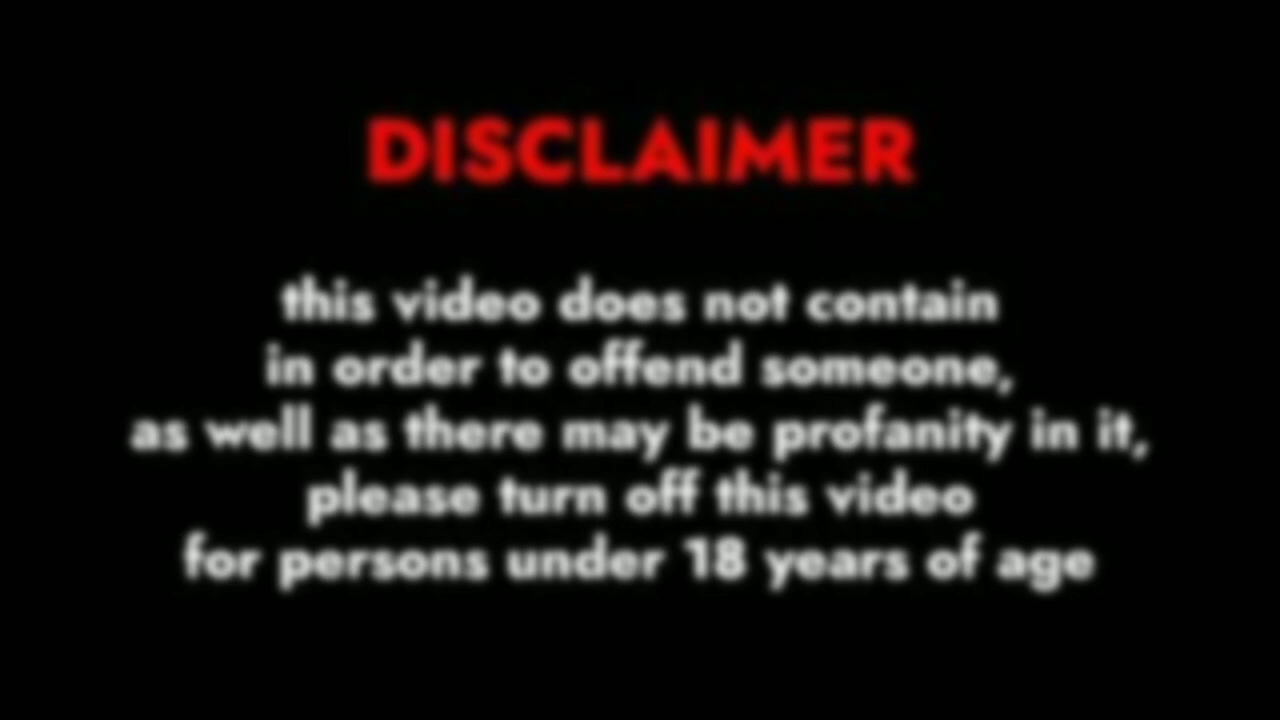 DISCLAIMER
this video does not contain
in order to offend someone,
as well as there may be profanity in it,
please turn off this video
for persons under 18 years of age